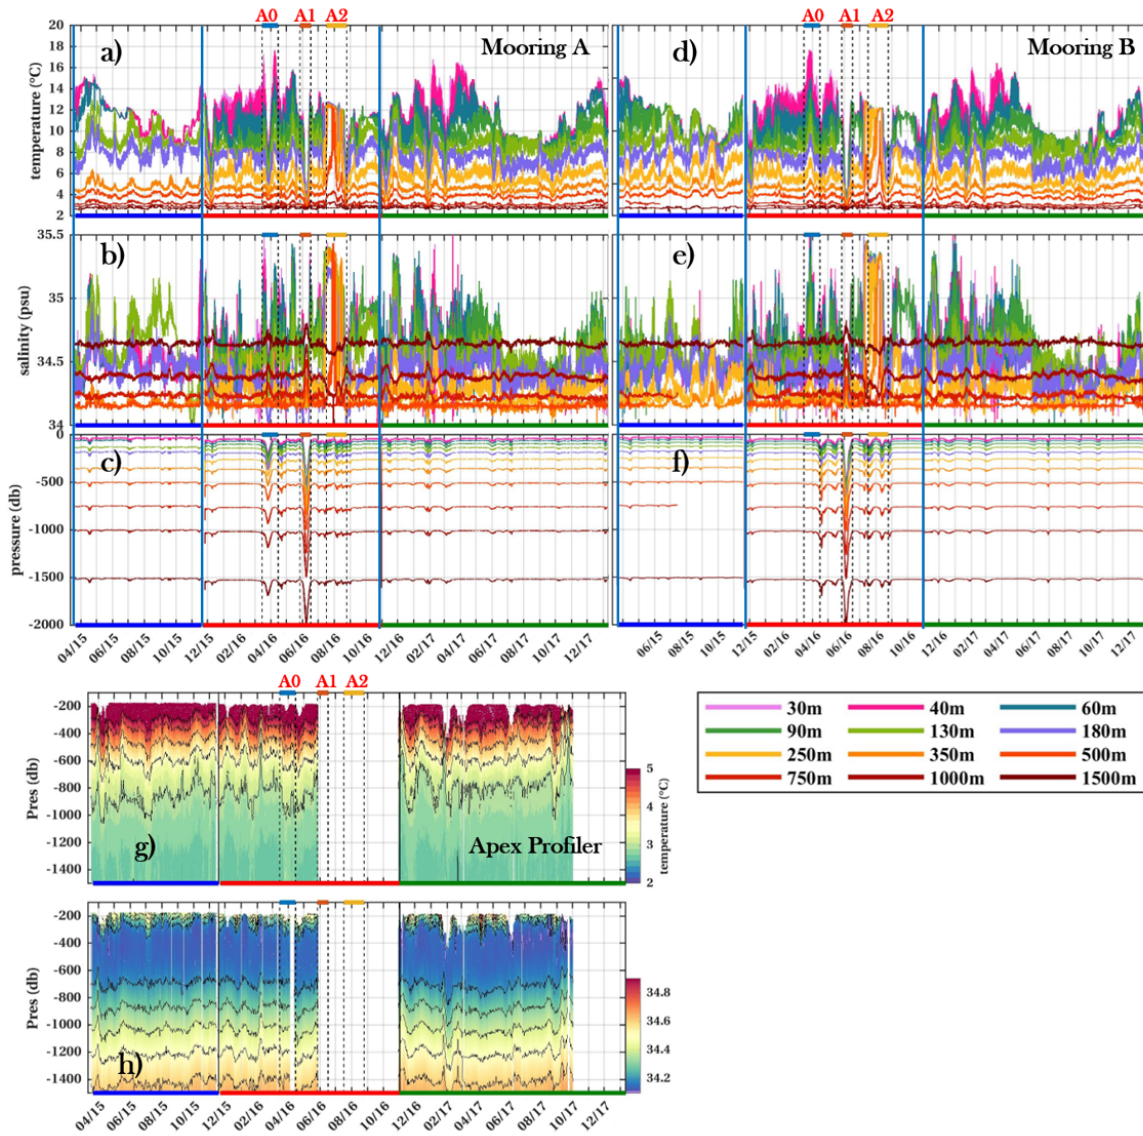 A0 A1 A2 A0 A1 A2
20
18
16
14
12
10
8
6
4
2
temperature (°C)
a) Mooring A d) Mooring B
35.5
35
34.5
34
salinity (psu)
b) e)
0
-500
-1000
-1500
-2000
pressure (db)
c) f)
04/15 06/15 08/15 10/15 12/15 02/16 04/16 06/16 08/16 10/16 12/16 02/17 04/17 06/17 08/17 10/17 12/17
06/15 08/15 10/15 12/15 02/16 04/16 06/16 08/16 10/16 12/16 02/17 04/17 06/17 08/17 10/17 12/17
A0 A1 A2
-200
-400
-600
-800
-1000
-1200
-1400
Pres (db)
g) Apex Profiler
5
4
3
2
temperature (°C)
30m 40m 60m
90m 130m 180m
250m 350m 500m
750m 1000m 1500m
-200
-400
-600
-800
-1000
-1200
-1400
Pres (db)
h)
34.8
34.6
34.4
34.2
04/15 06/15 08/15 10/15 12/15 02/16 04/16 06/16 08/16 10/16 12/16 02/17 04/17 06/17 08/17 10/17 12/17